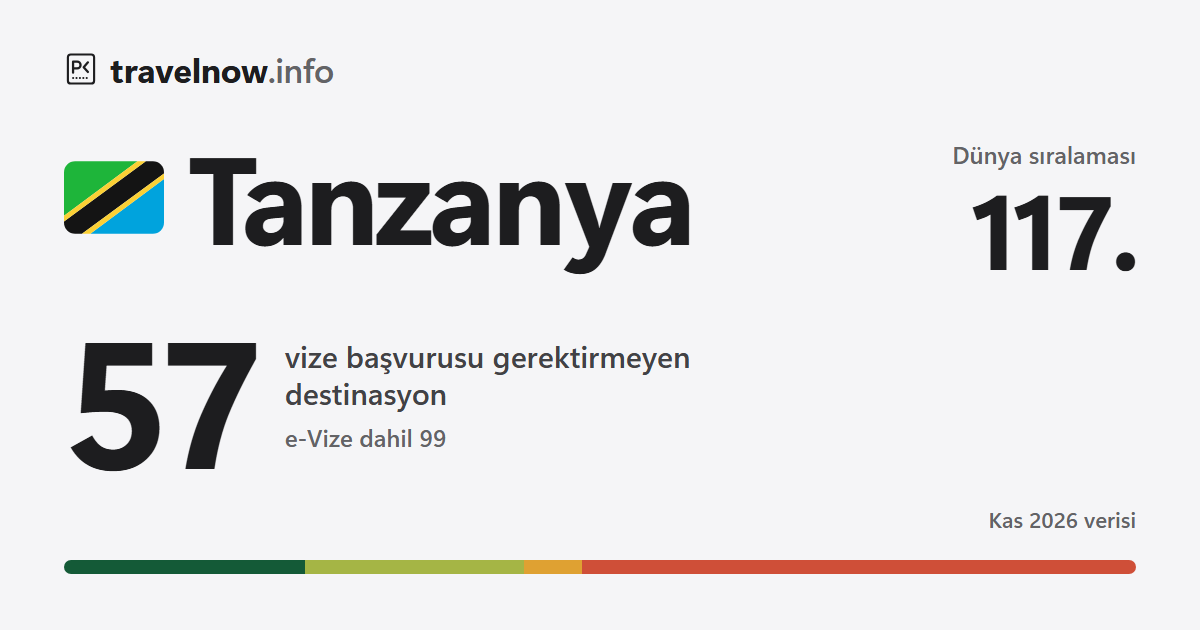 travelnow.info
Tanzanya
Dünya sıralaması
117.
57
vize başvurusu gerektirmeyen
destinasyon
e-Vize dahil 99
Kas 2026 verisi